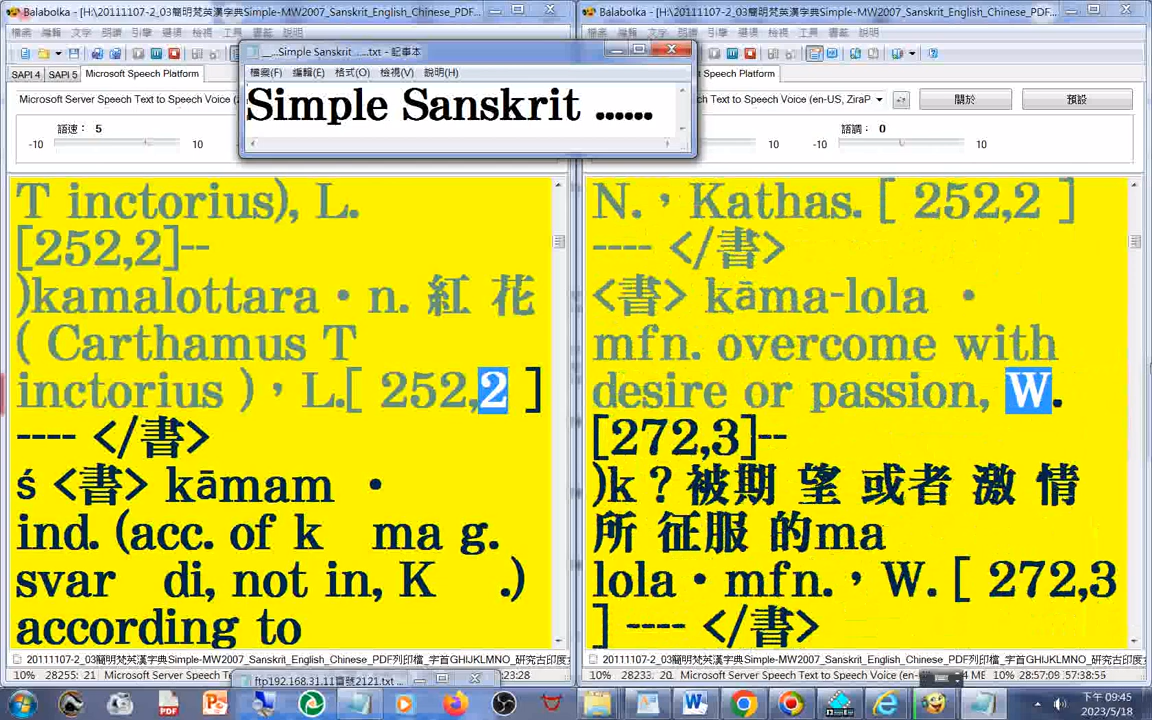 Balabolka - [H:\20111107-2_03簡明梵英漢字典Simple-MW2007_Sanskrit_English_Chinese_PDF...
Balabolka - [H:\20111107-2_03簡明梵英漢字典Simple-MW2007_Sanskrit_English_Chinese_PDF...
SAPI 4 SAPI 5 Microsoft Speech Platform
Speech Platform
Microsoft Server Speech Text to Speech Voice (
ch Text to Speech Voice (en-US, ZiraP
關於
預設
語速： 5
-10 10
語調： 0
10 -10 10
__...Simple Sanskrit ......txt - 記事本
檔案(F) 編輯(E) 格式(O) 檢視(V) 說明(H)
Simple Sanskrit ......
T inctorius), L.
[252,2]--
)kamalottara • n. 紅 花
( Carthamus T
inctorius )，L.[ 252,2 ]
---- </書>
ś <書> kāmam •
ind. (acc. of k ma g.
svar di, not in, K .)
according to
N.，Kathas. [ 252,2 ]
---- </書>
<書> kāma-lola •
mfn. overcome with
desire or passion, W.
[272,3]--
)k？被期 望 或者 激 情
所 征服 的ma
lola • mfn.，W. [ 272,3
] ---- </書>
20111107-2_03簡明梵英漢字典Simple-MW2007_Sanskrit_English_Chinese_PDF列印檔_字首GHIJKLMNO_研究古印度
20111107-2_03簡明梵英漢字典Simple-MW2007_Sanskrit_English_Chinese_PDF列印檔_字首GHIJKLMNO_研究古印度
10% 28255: 21 Microsoft Server Speech
ftp192.168.31.11埠號2121.txt ...
23:28
10% 28233. 20. Microsoft Server Speech Text
28:57:09 57:38:55
下午 09:45
2023/5/18